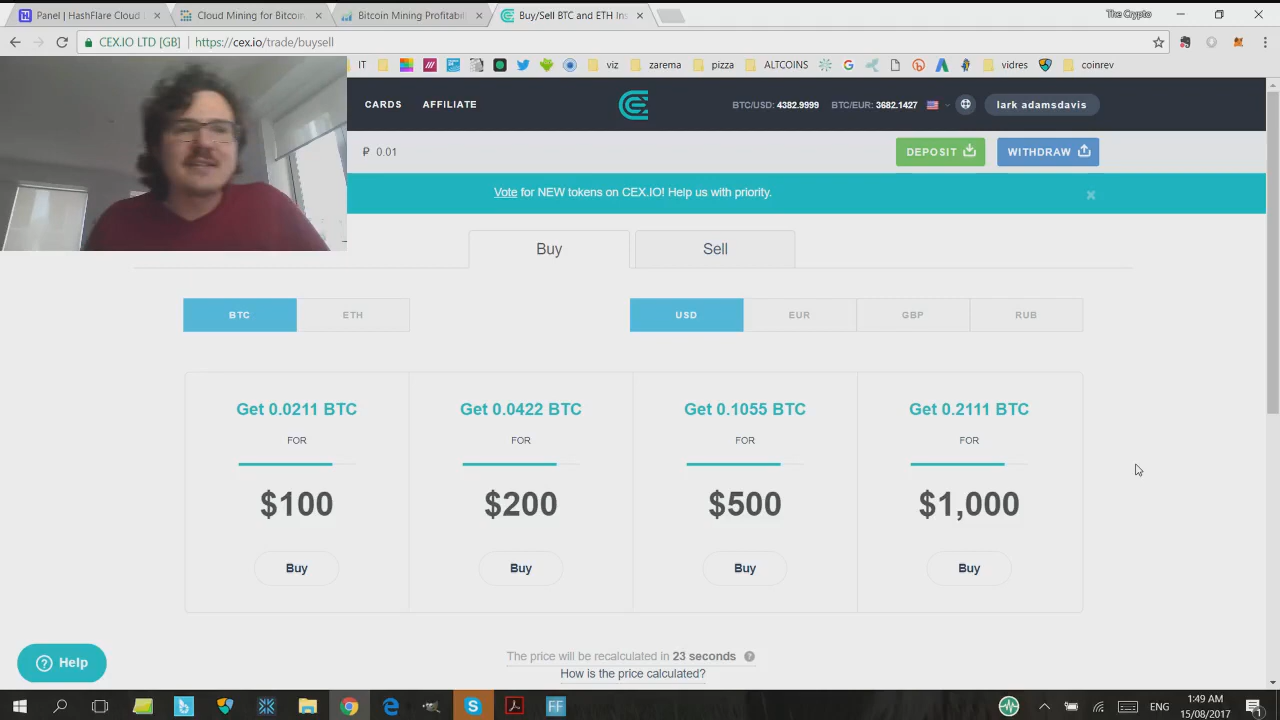 Panel | HashFlare Cloud
Cloud Mining for Bitcoin
Bitcoin Mining Profitabil
Buy/Sell BTC and ETH Ins
The Crypto
CEX.IO LTD [GB]
https://cex.io/trade/buysell
IT
viz
zarema
pizza
ALTCOINS
vidres
coinrev
CARDS
AFFILIATE
BTC/USD: 4382.9999
BTC/EUR: 3682.1427
lark adamsdavis
₽ 0.01
DEPOSIT
WITHDRAW
Vote for NEW tokens on CEX.IO! Help us with priority.
Buy
Sell
BTC
ETH
USD
EUR
GBP
RUB
Get 0.0211 BTC
FOR
$100
Buy
Get 0.0422 BTC
FOR
$200
Buy
Get 0.1055 BTC
FOR
$500
Buy
Get 0.2111 BTC
FOR
$1,000
Buy
The price will be recalculated in 23 seconds
How is the price calculated?
Help
ENG
1:49 AM
15/08/2017